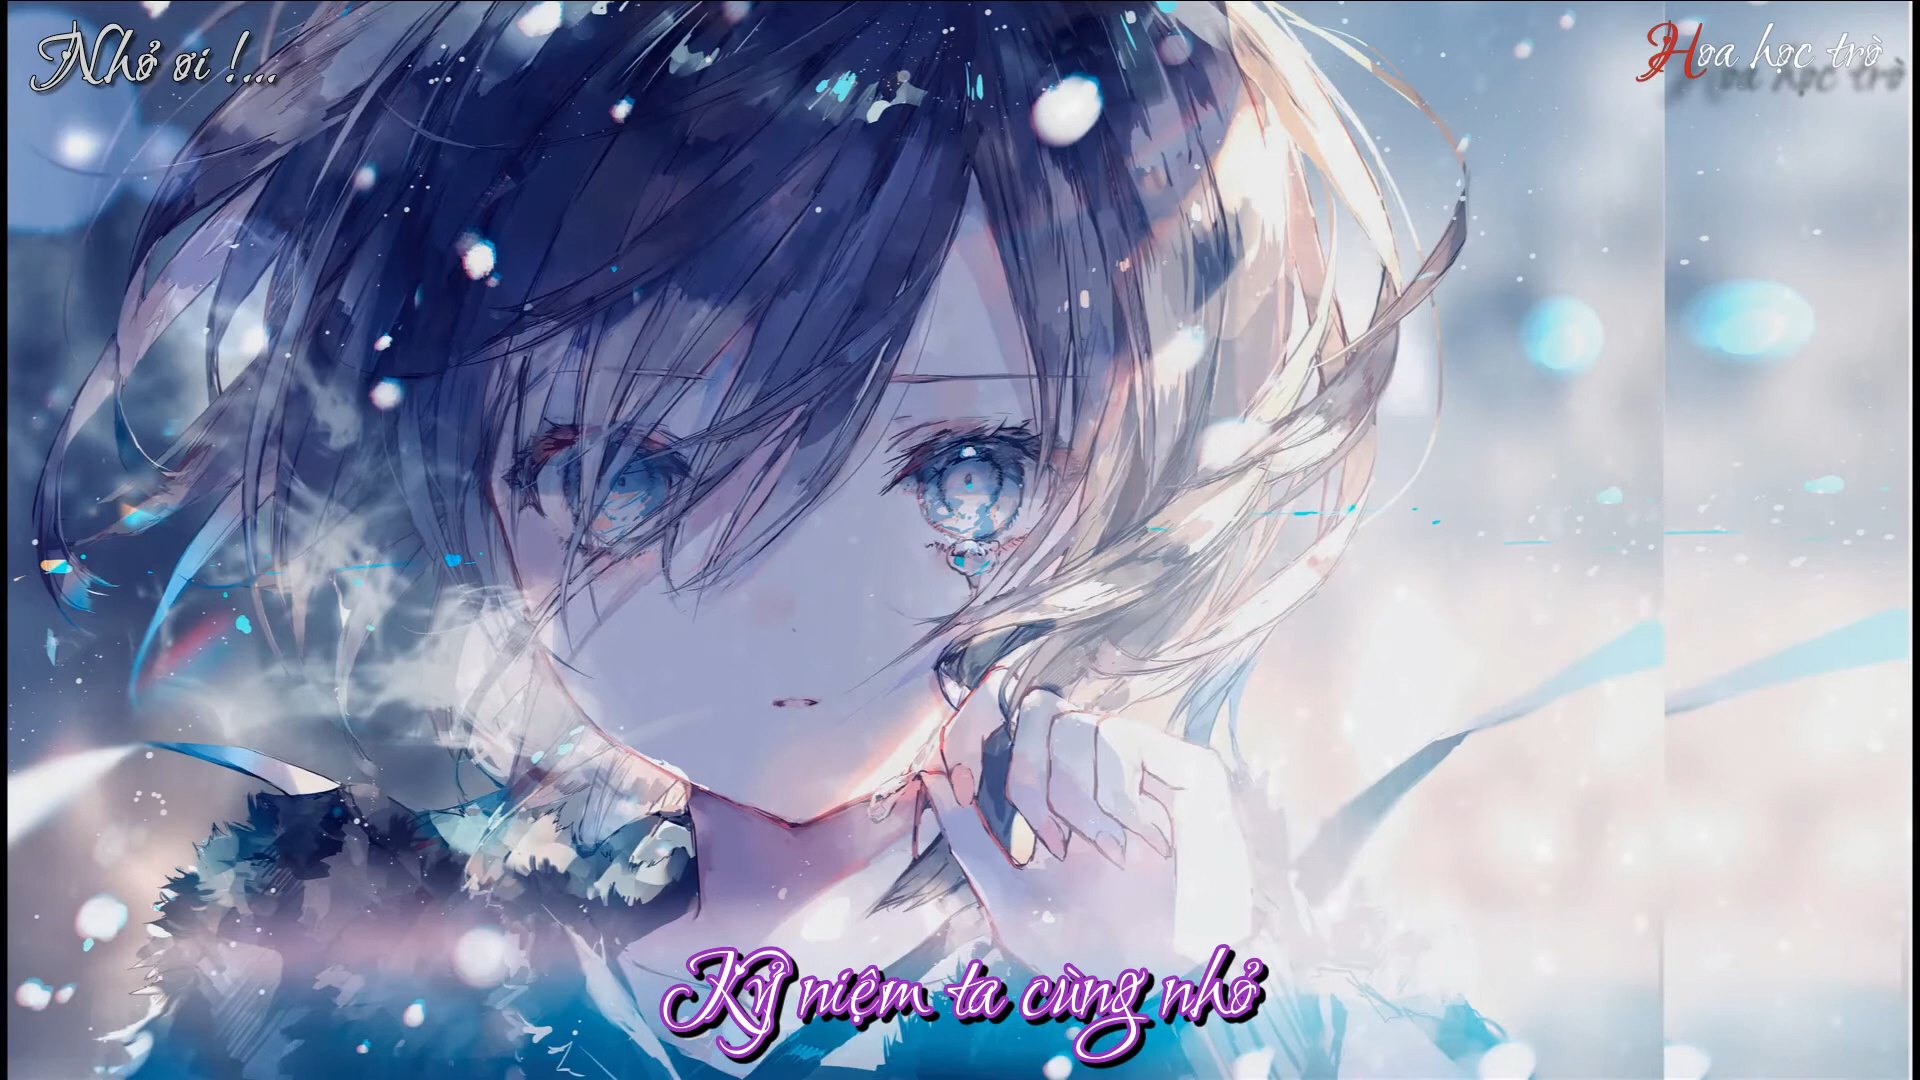 Nhỏ ơi !...
Hoa học trò
Kỷ niệm ta cùng nhỏ